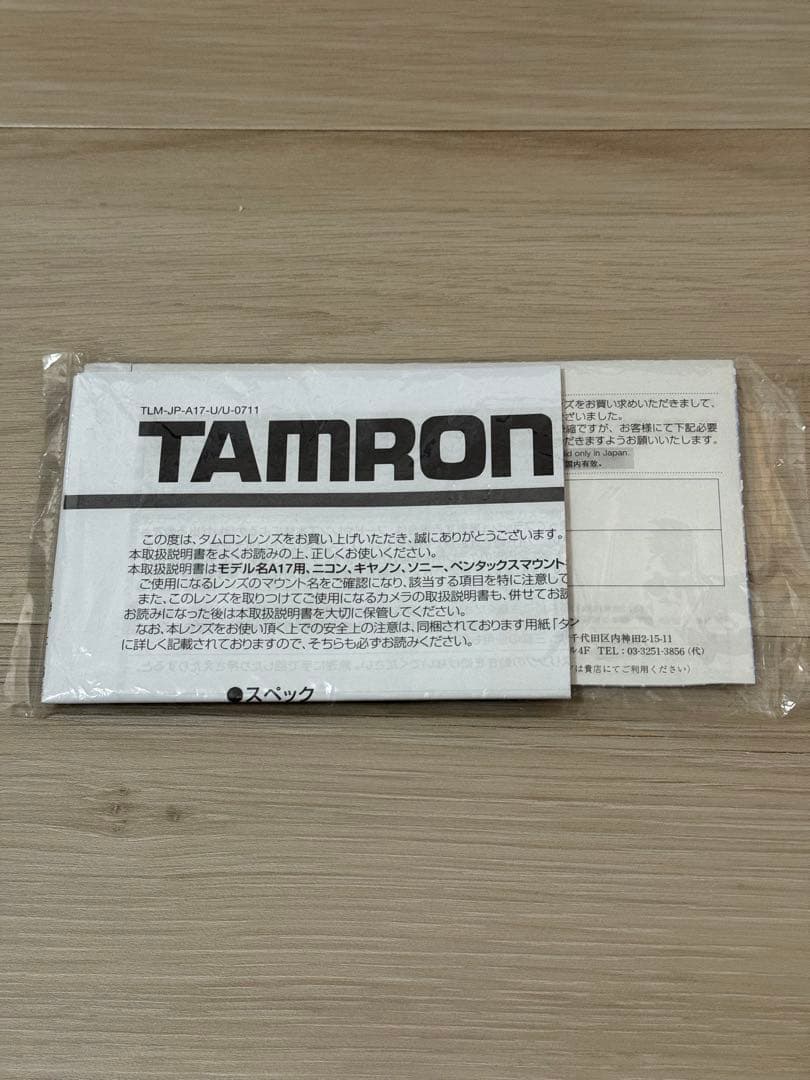 TLM-JP-A17-U/U-0711
TAMRON
この度は、タムロンレンズをお買い上げいただき、誠にありがとうございます。
本取扱説明書をよくお読みの上、正しくお使いください。
本取扱説明書はモデル名A17用、ニコン、キヤノン、ソニー、ペンタックスマウント
ご使用になるレンズのマウント名をご確認になり、該当する項目を特に注意して
また、このレンズを取りつけてご使用になるカメラの取扱説明書も、併せてお読
お読みになった後は本取扱説明書を大切に保管してください。
なお、本レンズをお使い頂く上での安全上の注意は、同梱されております用紙「タン
に詳しく記載されておりますので、そちらも必ずお読みください。
●スペック
ズをお買い求めいただきまして、
ざいました。
縮ですが、お客様にて下記必要
だきますようお願いいたします。
only in Japan.
国内有効。
千代田区内神田2-15-11
ル4F TEL：03-3251-3856（代）
は貴店にてご利用ください）